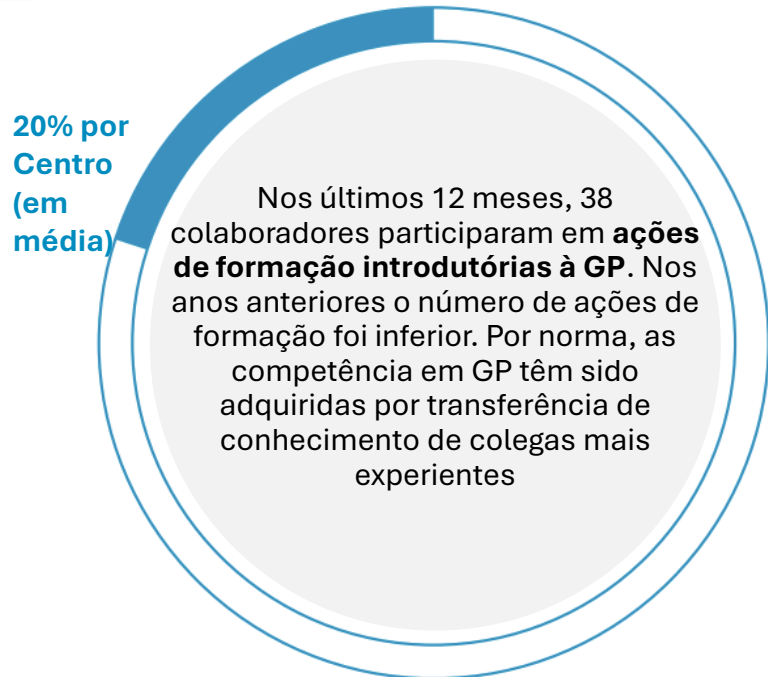 20% por
Centro
(em
média)
Nos últimos 12 meses, 38
colaboradores participaram em ações
de formação introdutórias à GP. Nos
anos anteriores o número de ações de
formação foi inferior. Por norma, as
competência em GP têm sido
adquiridas por transferência de
conhecimento de colegas mais
experientes